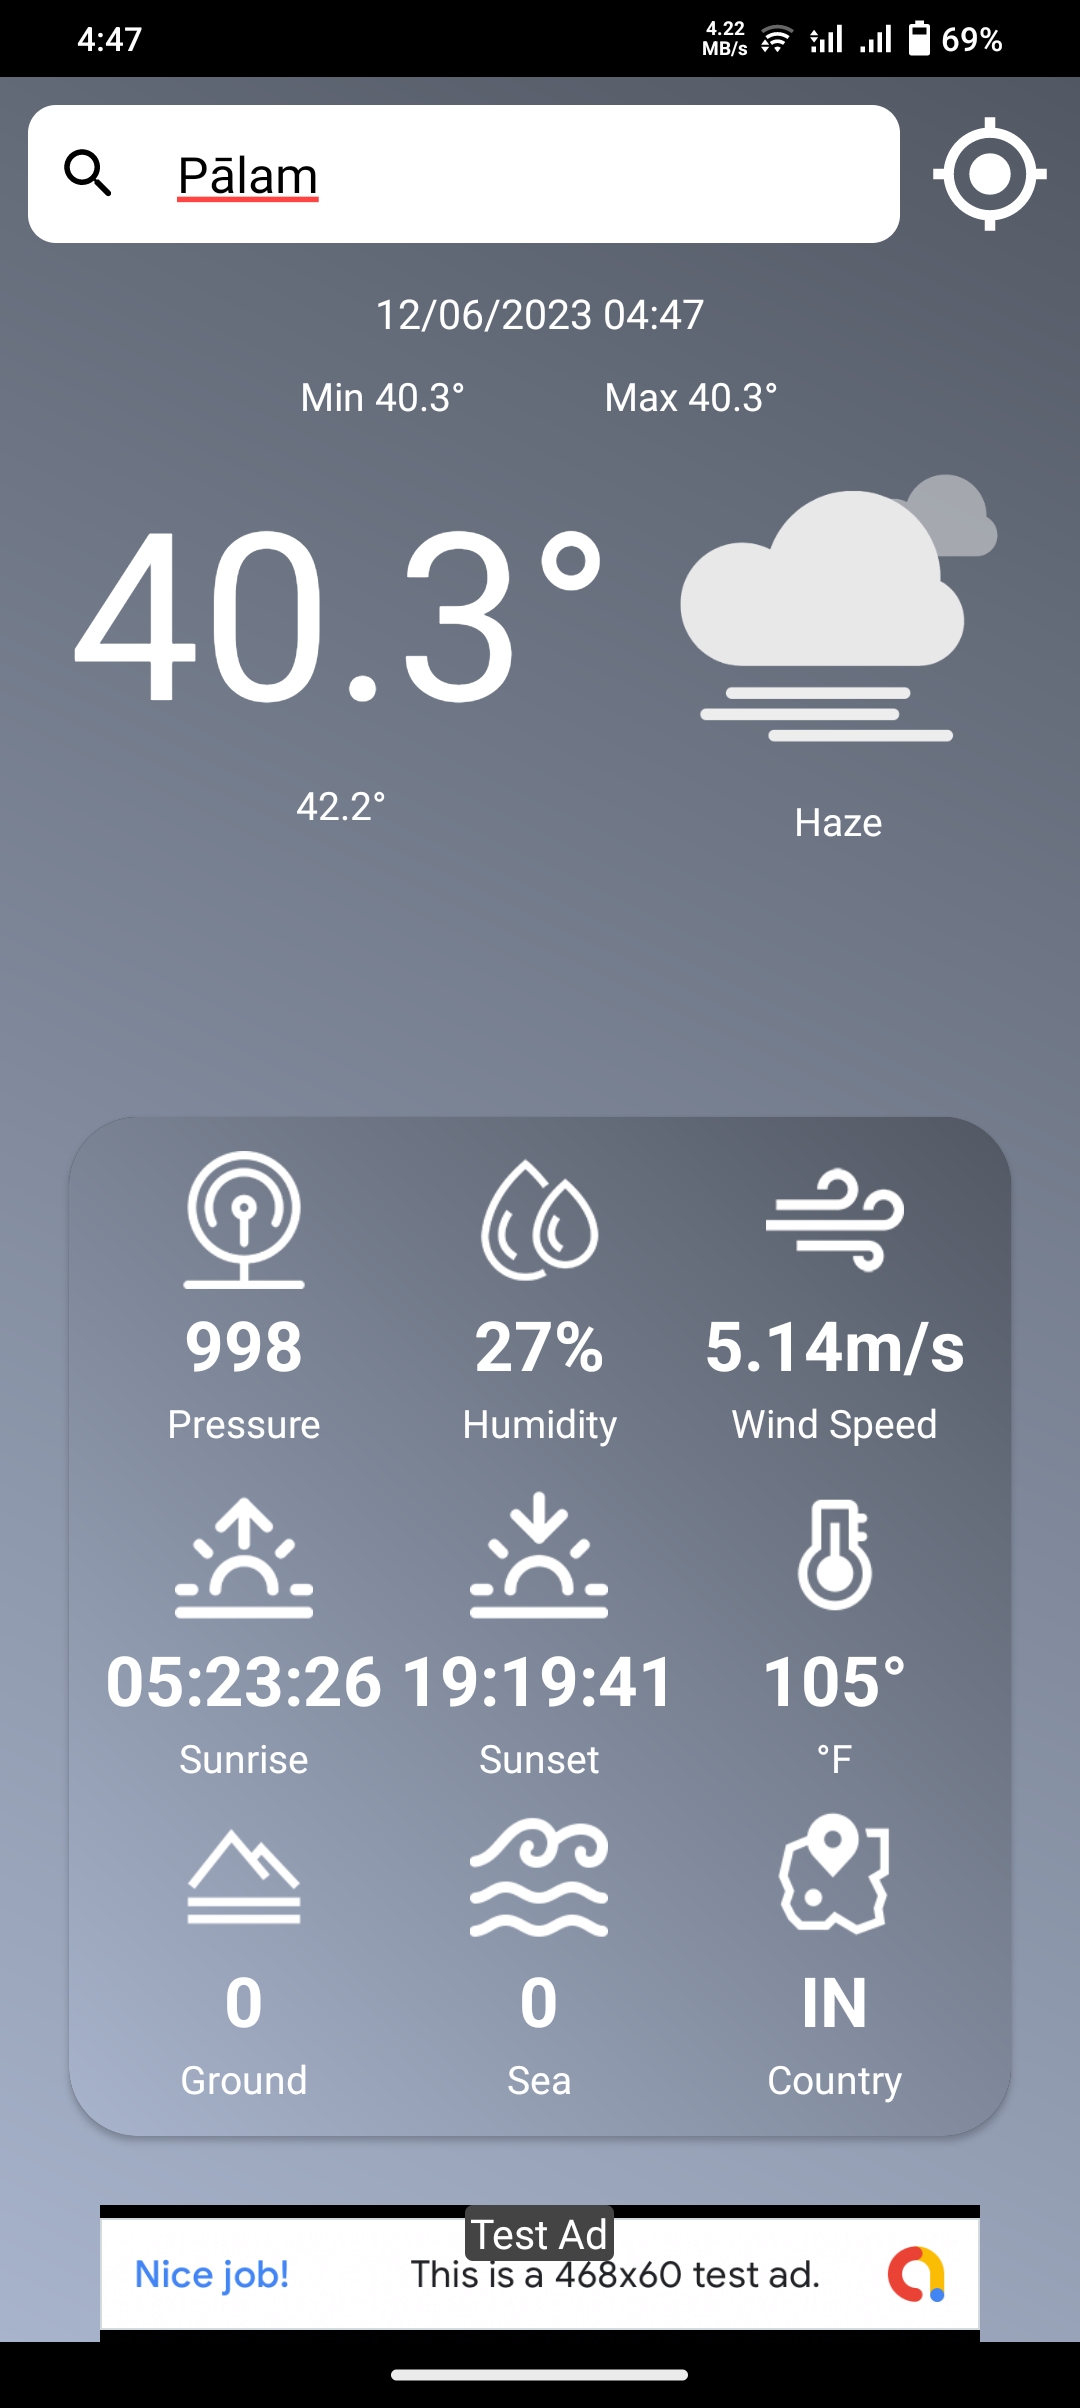 4:47
4.22
MB/s
69%
Pālam
12/06/2023 04:47
Min 40.3° Max 40.3°
40.3°
42.2°
Haze
998 27% 5.14m/s
Pressure Humidity Wind Speed
05:23:26 19:19:41 105°
Sunrise Sunset °F
0 0 IN
Ground Sea Country
Test Ad
Nice job! This is a 468x60 test ad.